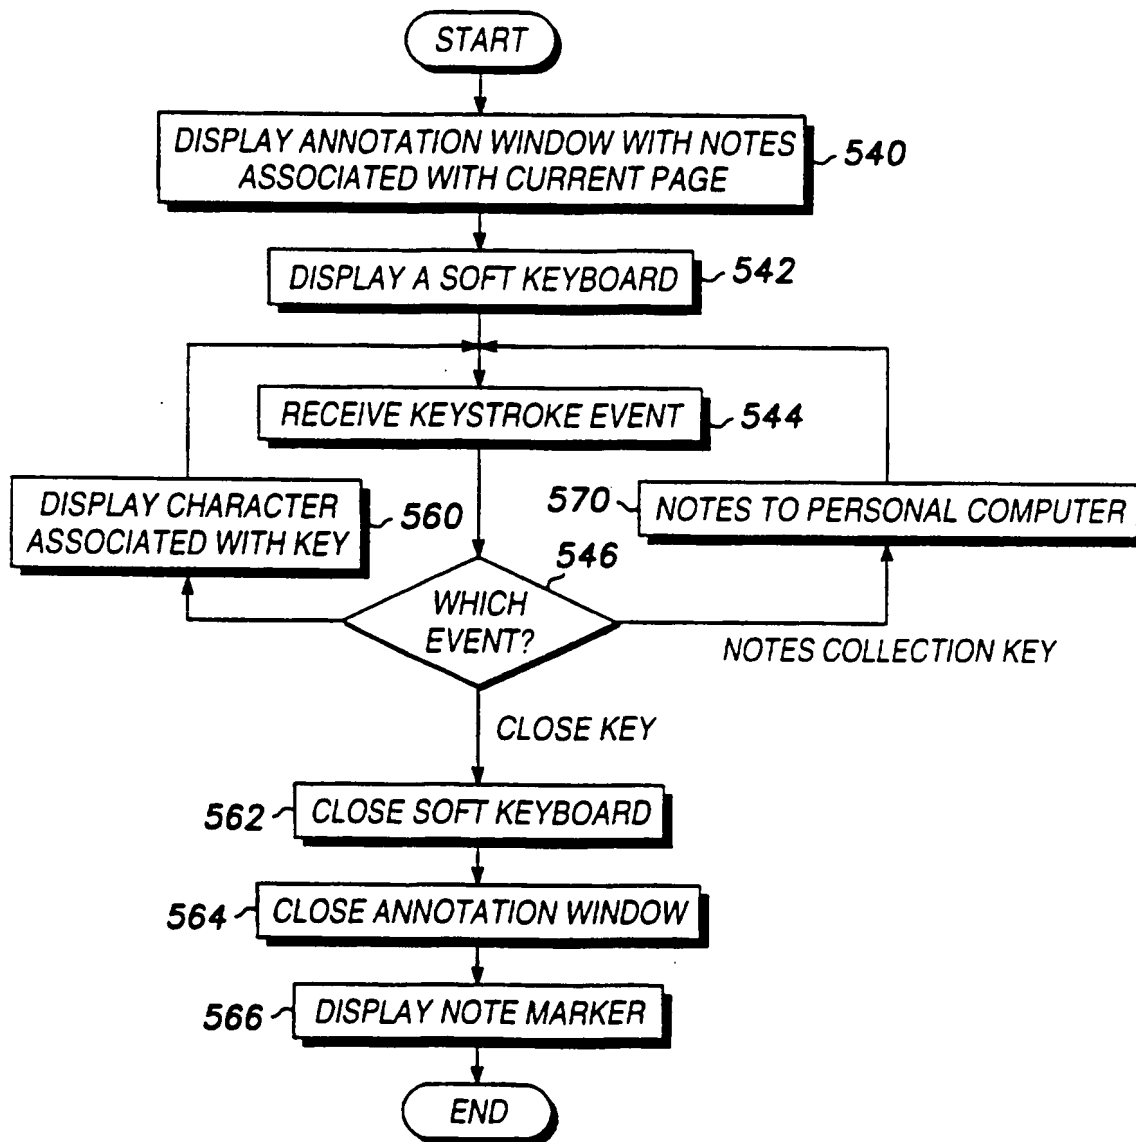 START
DISPLAY ANNOTATION WINDOW WITH NOTES
ASSOCIATED WITH CURRENT PAGE
540
DISPLAY A SOFT KEYBOARD
542
RECEIVE KEYSTROKE EVENT
544
DISPLAY CHARACTER
ASSOCIATED WITH KEY
560
570
NOTES TO PERSONAL COMPUTER
546
WHICH
EVENT?
NOTES COLLECTION KEY
CLOSE KEY
562
CLOSE SOFT KEYBOARD
564
CLOSE ANNOTATION WINDOW
566
DISPLAY NOTE MARKER
END